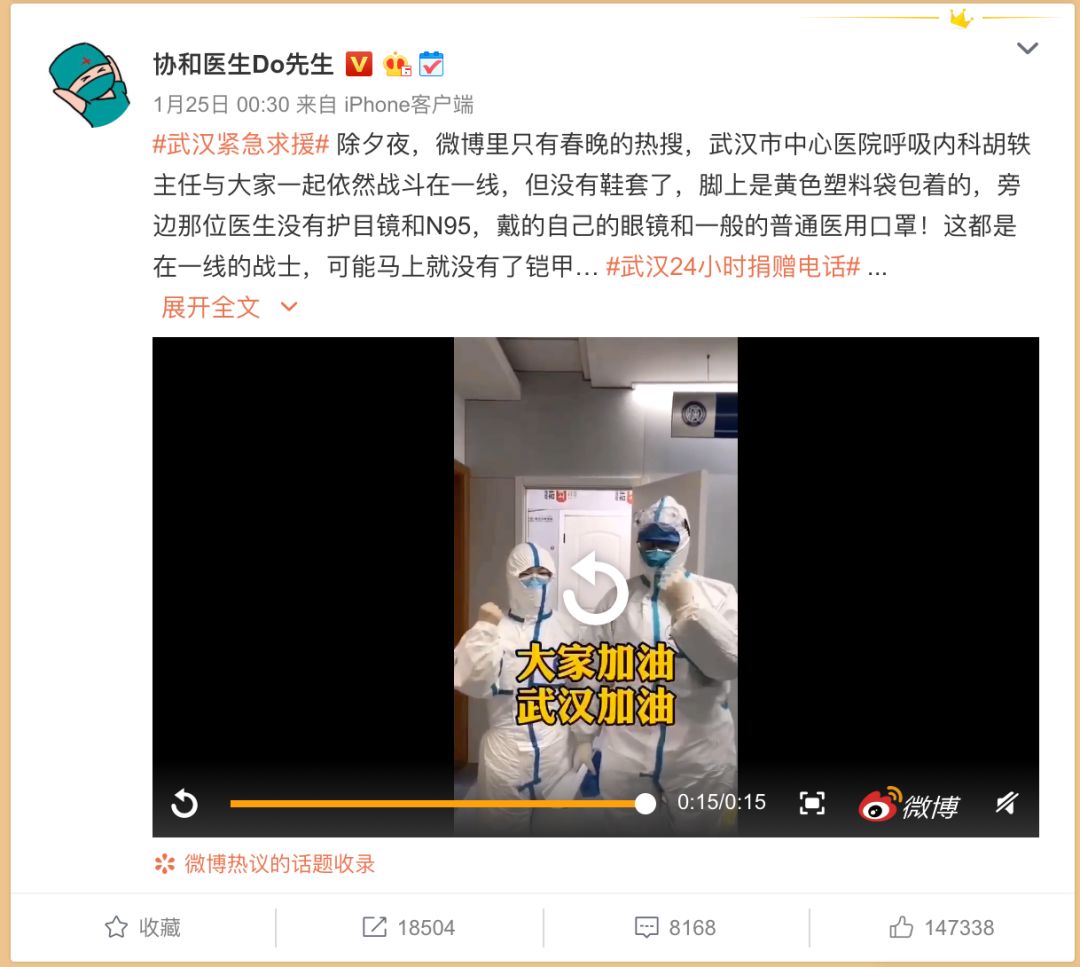 协和医生Do先生
1月25日 00:30 来自 iPhone客户端
#武汉紧急求援# 除夕夜，微博里只有春晚的热搜，武汉市中心医院呼吸内科胡轶
主任与大家一起依然战斗在一线，但没有鞋套了，脚上是黄色塑料袋包着的，旁
边那位医生没有护目镜和N95，戴的自己的眼镜和一般的普通医用口罩！这都是
在一线的战士，可能马上就没有了铠甲... #武汉24小时捐赠电话# ...
展开全文
大家加油
武汉加油
0:15/0:15
微博
微博热议的话题收录
收藏
18504
8168
147338